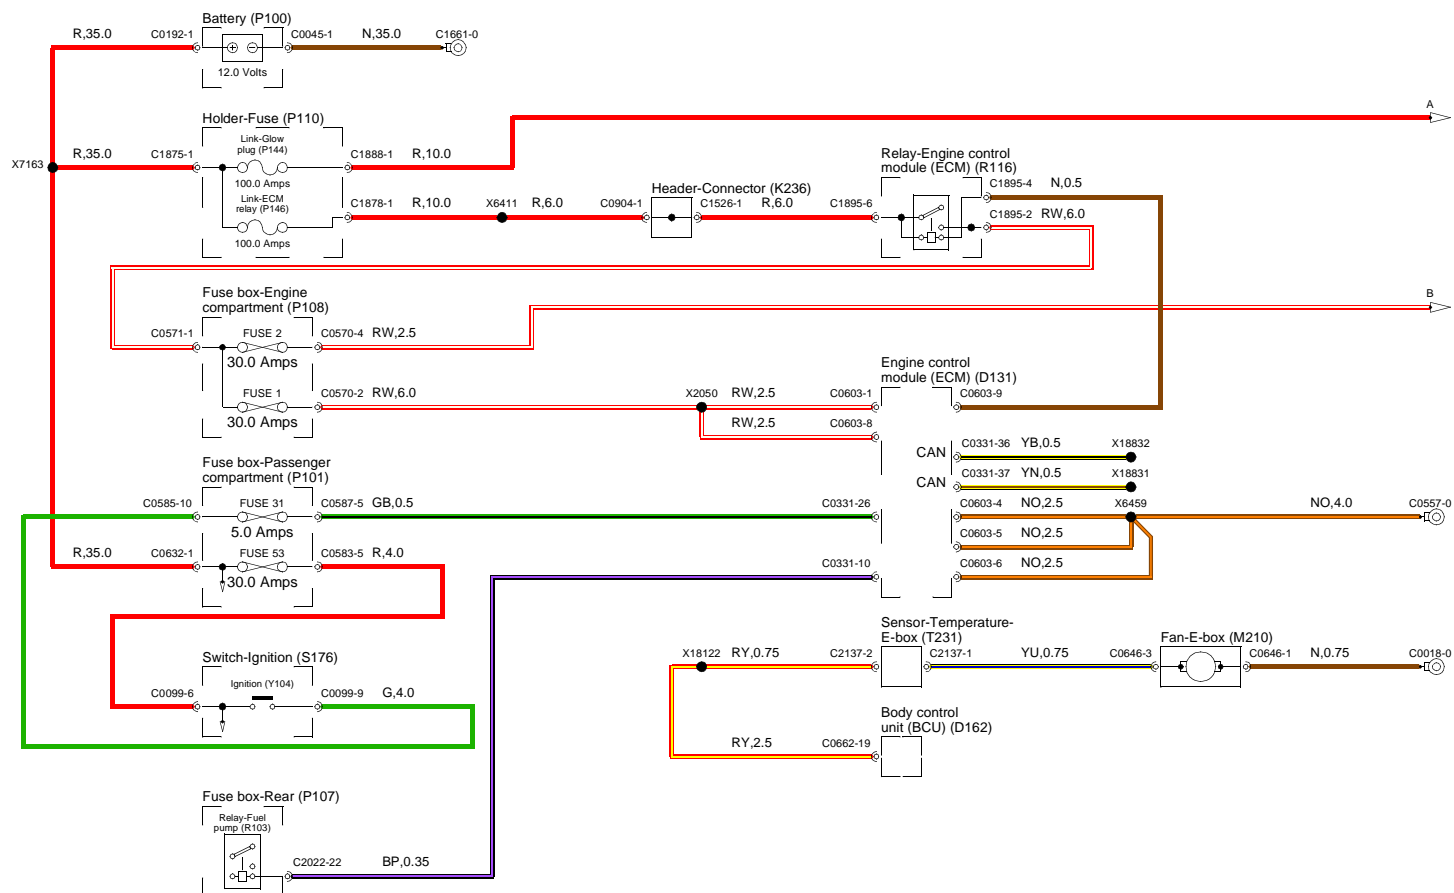 Battery (P100)
R,35.0 C0192-1 C0045-1 N,35.0 C1661-0
12.0 Volts
A
Holder-Fuse (P110)
Link-Glow
plug (P144)
X7163 R,35.0 C1875-1 C1888-1 R,10.0
100.0 Amps
Relay-Engine control
module (ECM) (R116)
C1895-4 N,0.5
Header-Connector (K236)
Link-ECM
relay (P146)
C1878-1 R,10.0 X6411 R,6.0 C0904-1 C1526-1 R,6.0 C1895-6
C1895-2 RW,6.0
100.0 Amps
Fuse box-Engine
compartment (P108)
B
C0571-1 FUSE 2 C0570-4 RW,2.5
30.0 Amps
Engine control
module (ECM) (D131)
FUSE 1 C0570-2 RW,6.0 X2050 RW,2.5 C0603-1 C0603-9
30.0 Amps
RW,2.5 C0603-8
CAN C0331-36 YB,0.5 X18832
Fuse box-Passenger
compartment (P101)
CAN C0331-37 YN,0.5 X18831
C0585-10 FUSE 31 C0587-5 GB,0.5 C0331-26 C0603-4 NO,2.5 X6459 NO,4.0 C0557-0
5.0 Amps
C0603-5 NO,2.5
R,35.0 C0632-1 FUSE 53 C0583-5 R,4.0 C0331-10 C0603-6 NO,2.5
30.0 Amps
Sensor-Temperature-
E-box (T231)
Fan-E-box (M210)
X18122 RY,0.75 C2137-2 C2137-1 YU,0.75 C0646-3 C0646-1 N,0.75 C0018-0
Switch-Ignition (S176)
Ignition (Y104)
C0099-6 C0099-9 G,4.0
Body control
unit (BCU) (D162)
RY,2.5 C0662-19
Fuse box-Rear (P107)
Relay-Fuel
pump (R103)
C2022-22 BP,0.35